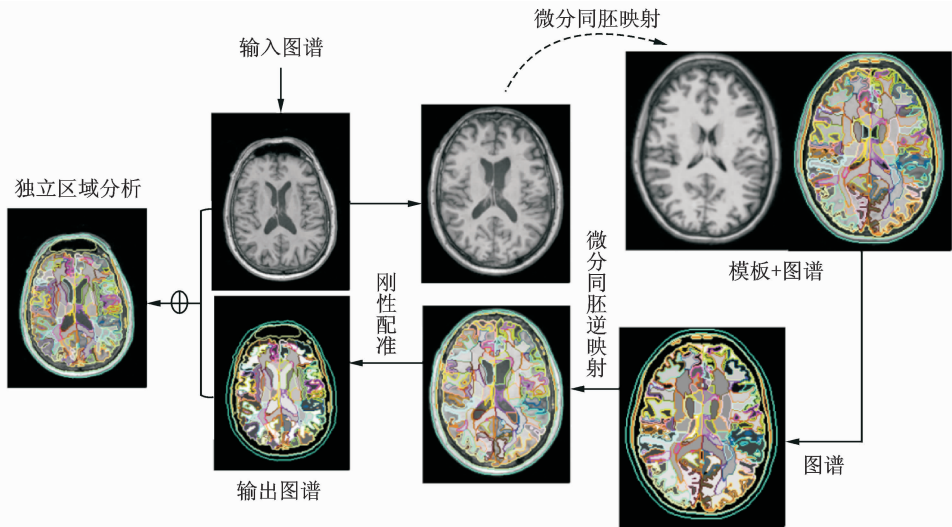 微分同胚映射
输入图谱
独立区域分析
模板+图谱
微分同胚逆映射
刚性配准
图谱
输出图谱